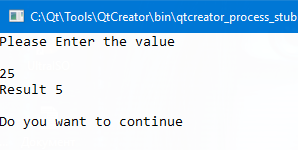 C:\Qt\Tools\QtCreator\bin\qtcreator_process_stub
Please Enter the value
25
Result 5
Do you want to continue